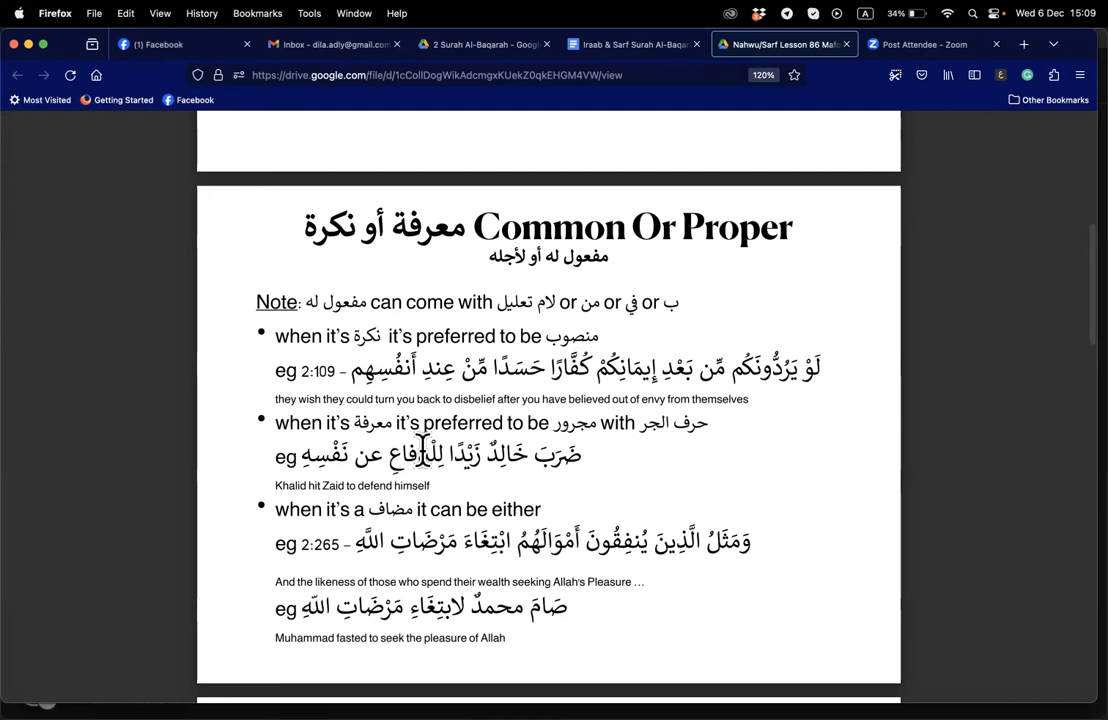 Firefox File Edit View History Bookmarks Tools Window Help A 34% Wed 6 Dec 15:09
(1) Facebook Inbox - dila.adly@gmail.com 2 Surah Al-Baqarah - Googl Iraab & Sarf Surah Al-Baqar Nahwu/Sarf Lesson 86 Mafo Post Attendee - Zoom
https://drive.google.com/file/d/1cCollDogWikAdcmgxKUekZ0qkEHGM4VW/view 120%
Most Visited Getting Started Facebook Other Bookmarks
معرفة أو نكرة Common Or Proper
مفعول له أو لأجله
Note: مفعول له can come with لام تعليل or من or في or ب
• when it's نكرة it's preferred to be منصوب
eg 2:109 – لَوْ يَرُدُّونَكُم مِّن بَعْدِ إِيمَانِكُمْ كُفَّارًا حَسَدًا مِّنْ عِندِ أَنفُسِهِم
they wish they could turn you back to disbelief after you have believed out of envy from themselves
• when it's معرفة it's preferred to be مجرور with حرف الجر
eg ضَرَبَ خَالِدٌ زَيْدًا لِلْدِفاعِ عن نَفْسِهِ
Khalid hit Zaid to defend himself
• when it's a مضاف it can be either
eg 2:265 – وَمَثَلُ الَّذِينَ يُنفِقُونَ أَمْوَالَهُمُ ابْتِغَاءَ مَرْضَاتِ اللَّهِ
And the likeness of those who spend their wealth seeking Allah's Pleasure ...
eg صَامَ محمدٌ لابتِغَاءِ مَرْضَاتِ اللّهِ
Muhammad fasted to seek the pleasure of Allah